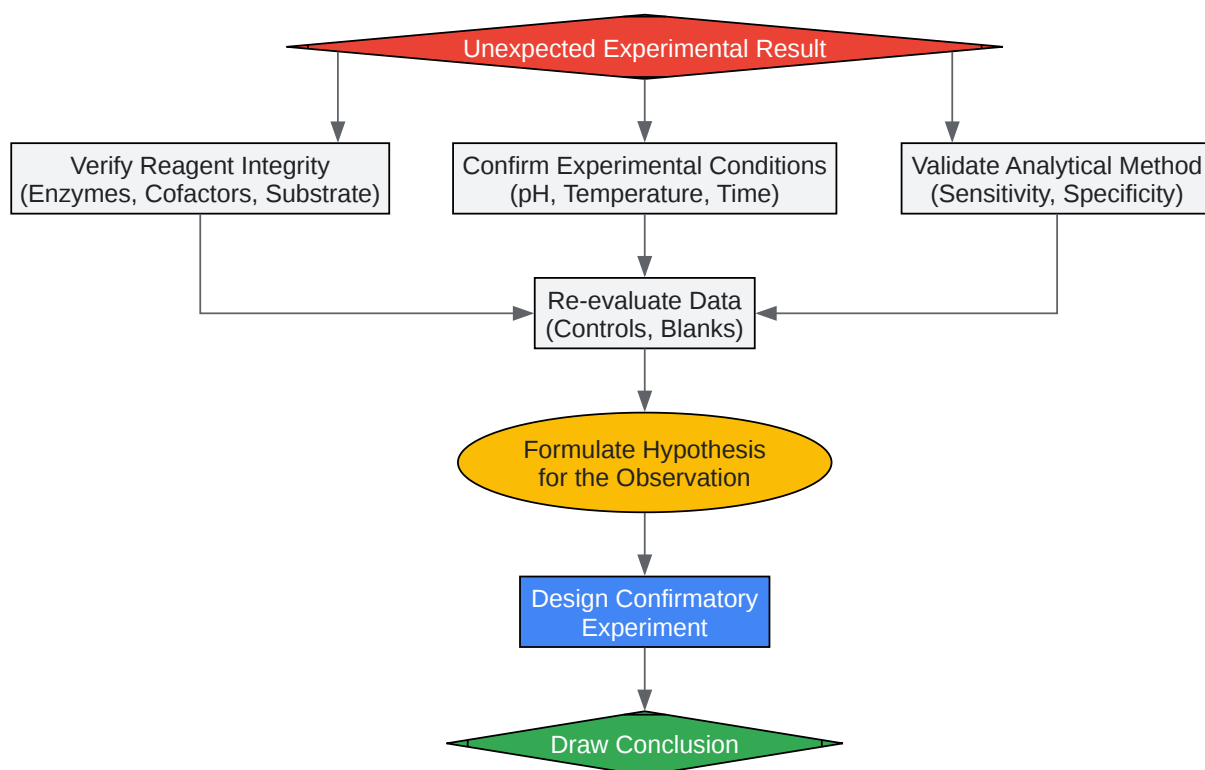 Unexpected Experimental Result
Verify Reagent Integrity
(Enzymes, Cofactors, Substrate)
Confirm Experimental Conditions
(pH, Temperature, Time)
Validate Analytical Method
(Sensitivity, Specificity)
Re-evaluate Data
(Controls, Blanks)
Formulate Hypothesis
for the Observation
Design Confirmatory
Experiment
Draw Conclusion